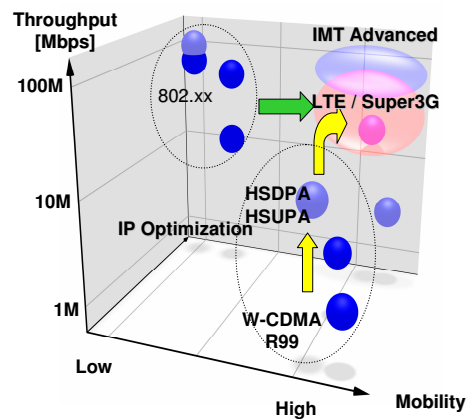 Throughput
[Mbps]
IMT Advanced
100M
802.xx
LTE / Super3G
10M
HSDPA
HSUPA
IP Optimization
1M
W-CDMA
R99
Low
High
Mobility